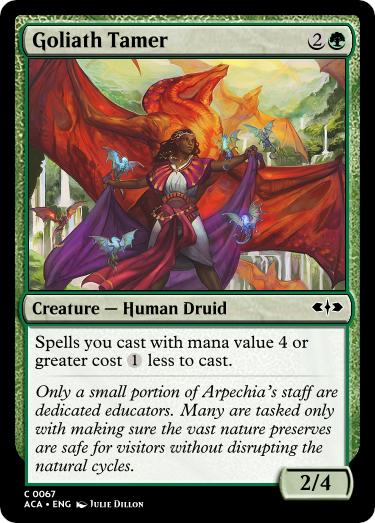 Goliath Tamer 2
Creature — Human Druid
Spells you cast with mana value 4 or
greater cost 1 less to cast.
Only a small portion of Arpechia's staff are
dedicated educators. Many are tasked only
with making sure the vast nature preserves
are safe for visitors without disrupting the
natural cycles.
2/4
C 0067
ACA • ENG Julie Dillon